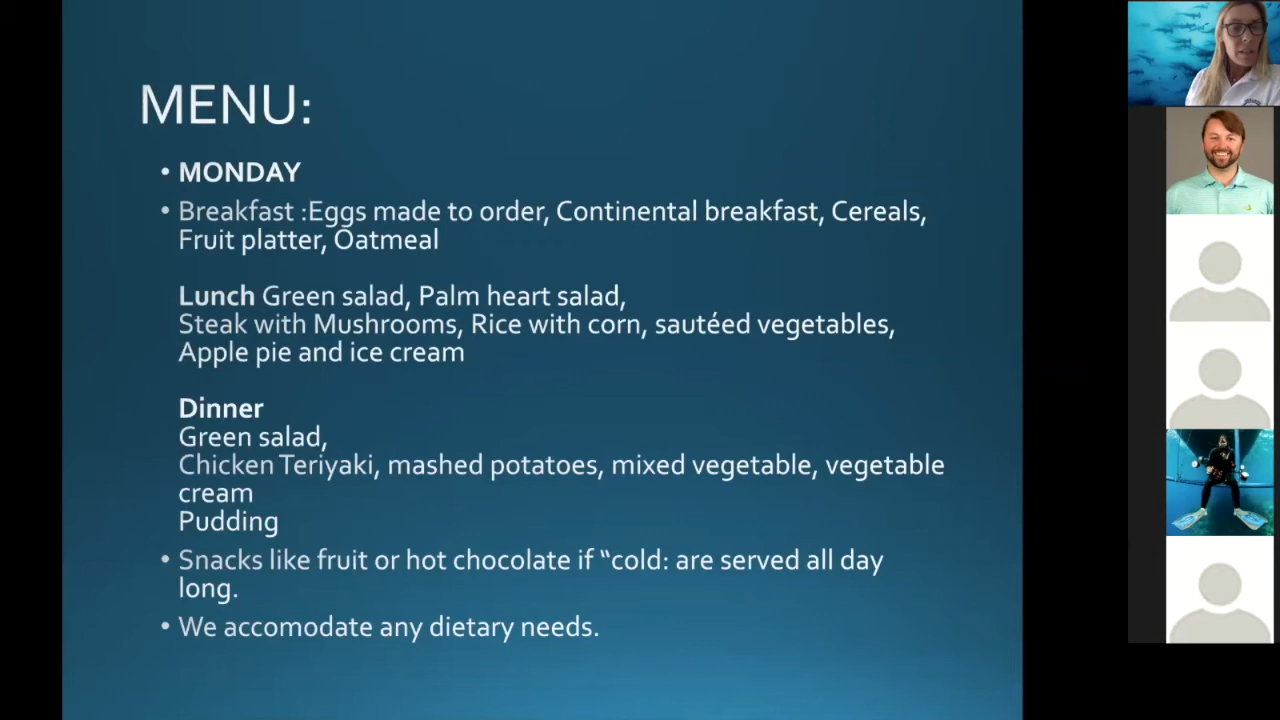 MENU:
• MONDAY
• Breakfast :Eggs made to order, Continental breakfast, Cereals,
Fruit platter, Oatmeal
Lunch Green salad, Palm heart salad,
Steak with Mushrooms, Rice with corn, sautéed vegetables,
Apple pie and ice cream
Dinner
Green salad,
Chicken Teriyaki, mashed potatoes, mixed vegetable, vegetable
cream
Pudding
• Snacks like fruit or hot chocolate if “cold: are served all day
long.
• We accomodate any dietary needs.